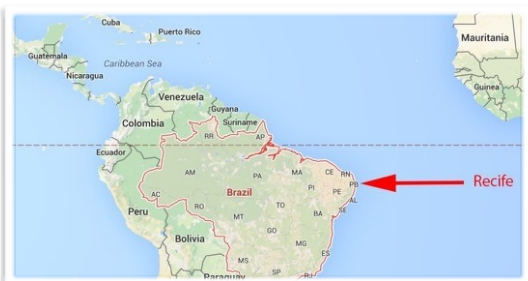 Cuba
Puerto Rico
Mauritania
Guatemala
Caribbean Sea
Nicaragua
Guinea
Venezuela
Guyana
Colombia
Suriname
RR
AP
Ecuador
AM
PA
MA
CE
RN
PB
Recife
PI
PE
AL
AC
Brazil
TO
SE
RO
BA
Peru
MT
GO
Bolivia
MG
MS
ES
SP
RJ
Paraguay